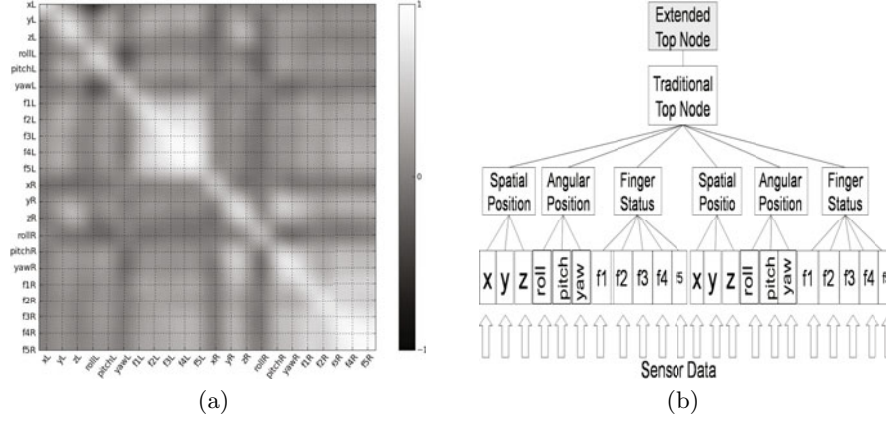 xL
yL
zL
rollL
pitchL
yawL
f1L
f2L
f3L
f4L
f5L
xR
yR
zR
rollR
pitchR
yawR
f1R
f2R
f3R
f4R
f5R
xL yL zL rollL pitchL yawL f1L f2L f3L f4L f5L xR yR zR rollR pitchR yawR f1R f2R f3R f4R f5R
1
0
-1
(a)
Extended
Top Node
Traditional
Top Node
Spatial
Position
Angular
Position
Finger
Status
Spatial
Positio
Angular
Position
Finger
Status
x y z roll pitch yaw f1 f2 f3 f4 f5 x y z roll pitch yaw f1 f2 f3 f4
Sensor Data
(b)